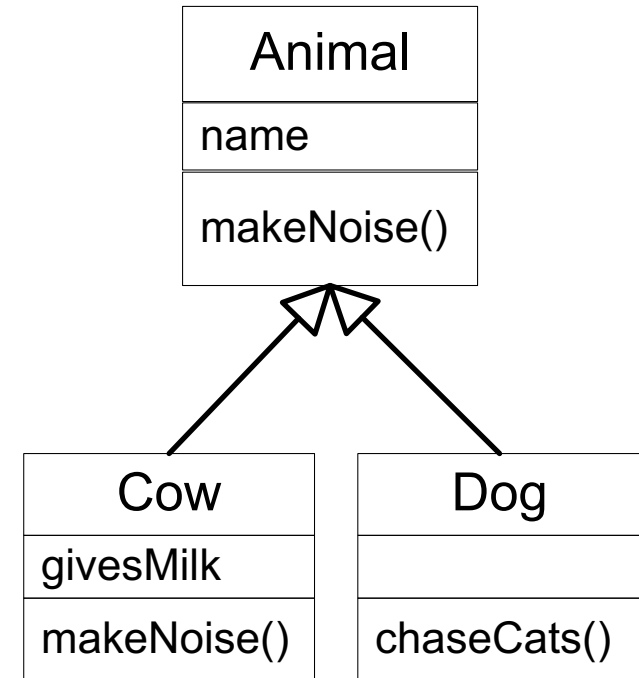 Animal
name
makeNoise()
Cow
givesMilk
makeNoise()
Dog
chaseCats()